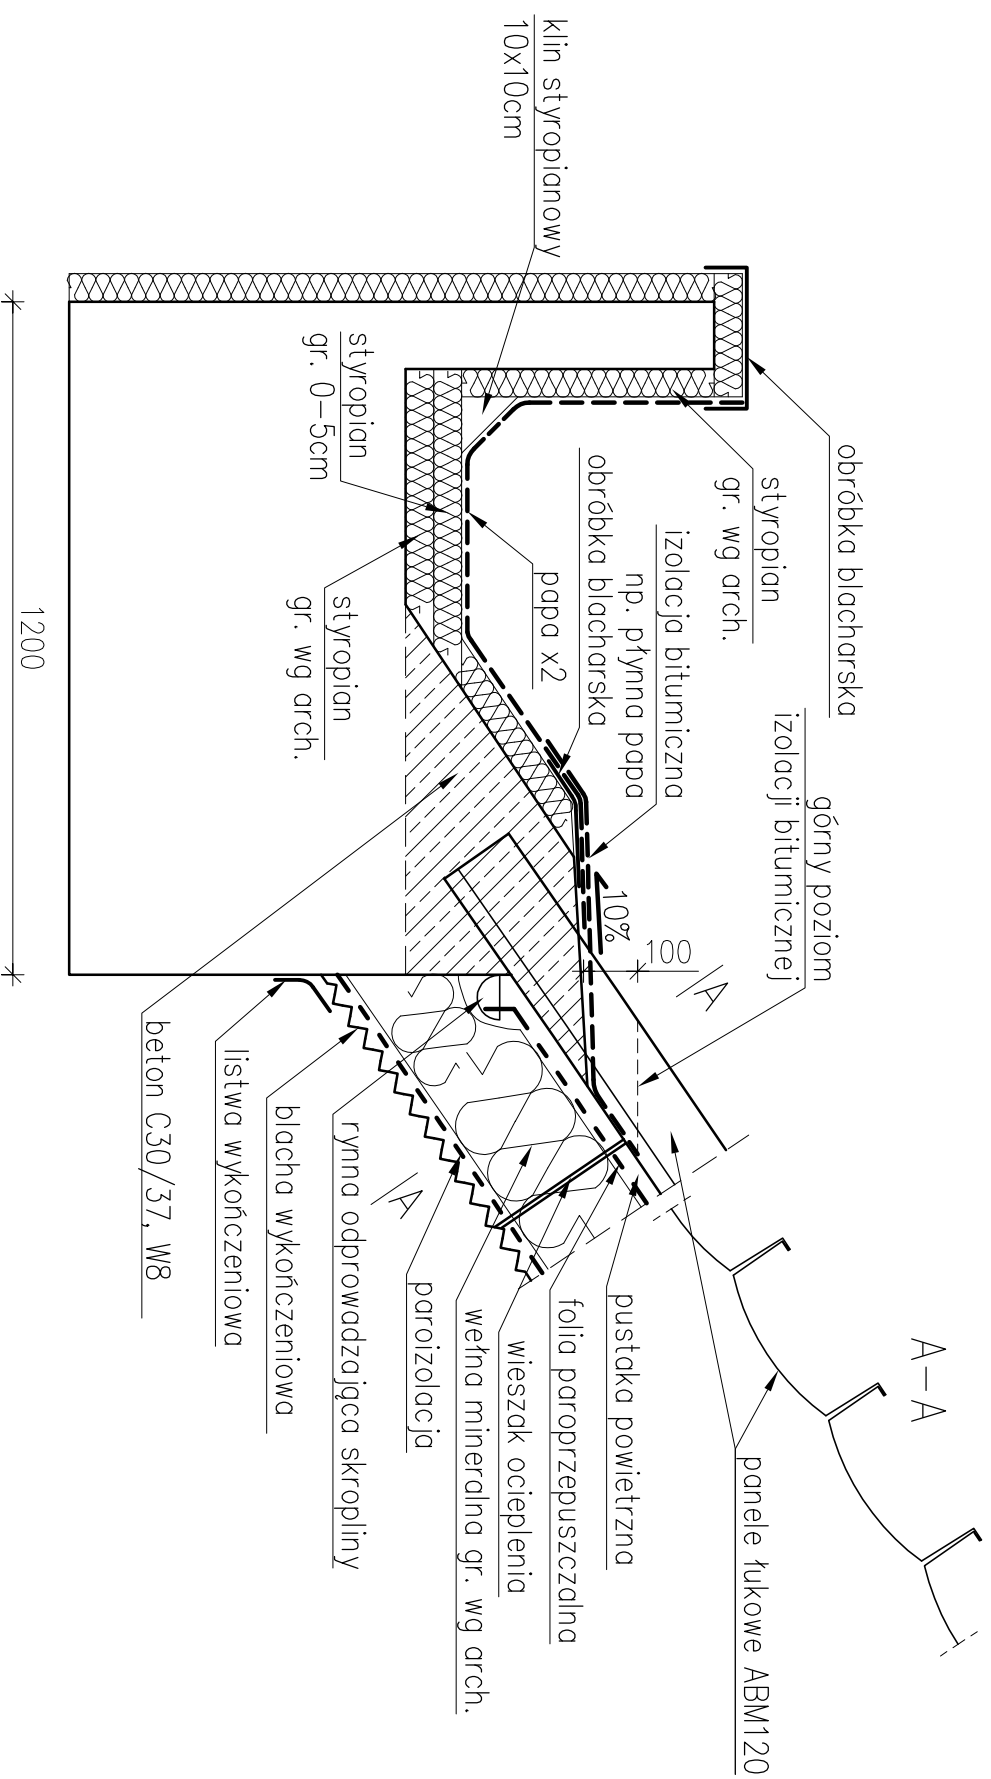 A-A
panele łukowe ABM120
górny poziom
izolacji bitumicznej
obróbka blacharska
styropian
gr. wg arch.
izolacja bitumiczna
np. płynna papa
obróbka blacharska
papa x2
klin styropianowy
10x10cm
10%
100
A
A
pustaka powietrzna
folia paroprzepuszczalna
wieszak ocieplenia
wełna mineralna gr. wg arch.
paroizolacja
rynna odprowadzająca skropliny
blacha wykończeniowa
listwa wykończeniowa
beton C30/37, W8
styropian
gr. 0-5cm
styropian
gr. wg arch.
1200